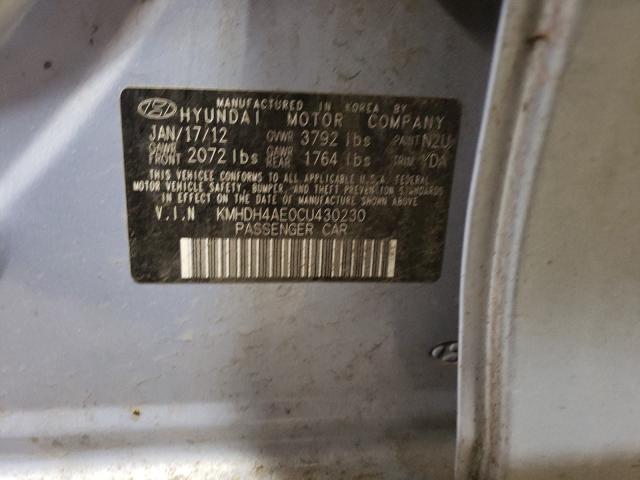 MANUFACTURED IN KOREA BY
HYUNDAI MOTOR COMPANY
JAN/17/12 GVWR 3792 lbs PAINT N2U
GAWR FRONT 2072 lbs GAWR REAR 1764 lbs TRIM YDA
THIS VEHICLE CONFORMS TO ALL APPLICABLE U.S.A. FEDERAL
MOTOR VEHICLE SAFETY, BUMPER, AND THEFT PREVENTION STANDARDS
IN EFFECT ON THE DATE OF MANUFACTURE SHOWN ABOVE.
V.I.N KMHDH4AE0CU430230
PASSENGER CAR